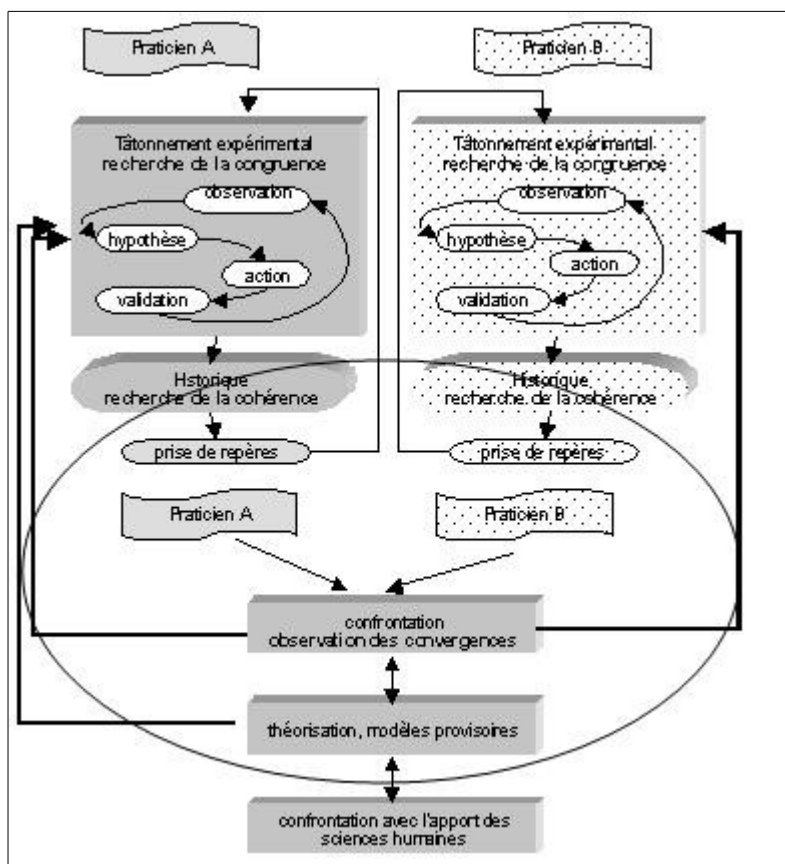 Praticien A
Praticien B
Tâtonnement expérimental
recherche de la congruence
observation
hypothèse
action
validation
Tâtonnement expérimental
recherche de la congruence
observation
hypothèse
action
validation
Historique
recherche de la cohérence
Historique
recherche de la cohérence
prise de repères
prise de repères
Praticien A
Praticien B
confrontation
observation des convergences
théorisation, modèles provisoires
confrontation avec l'apport des
sciences humaines